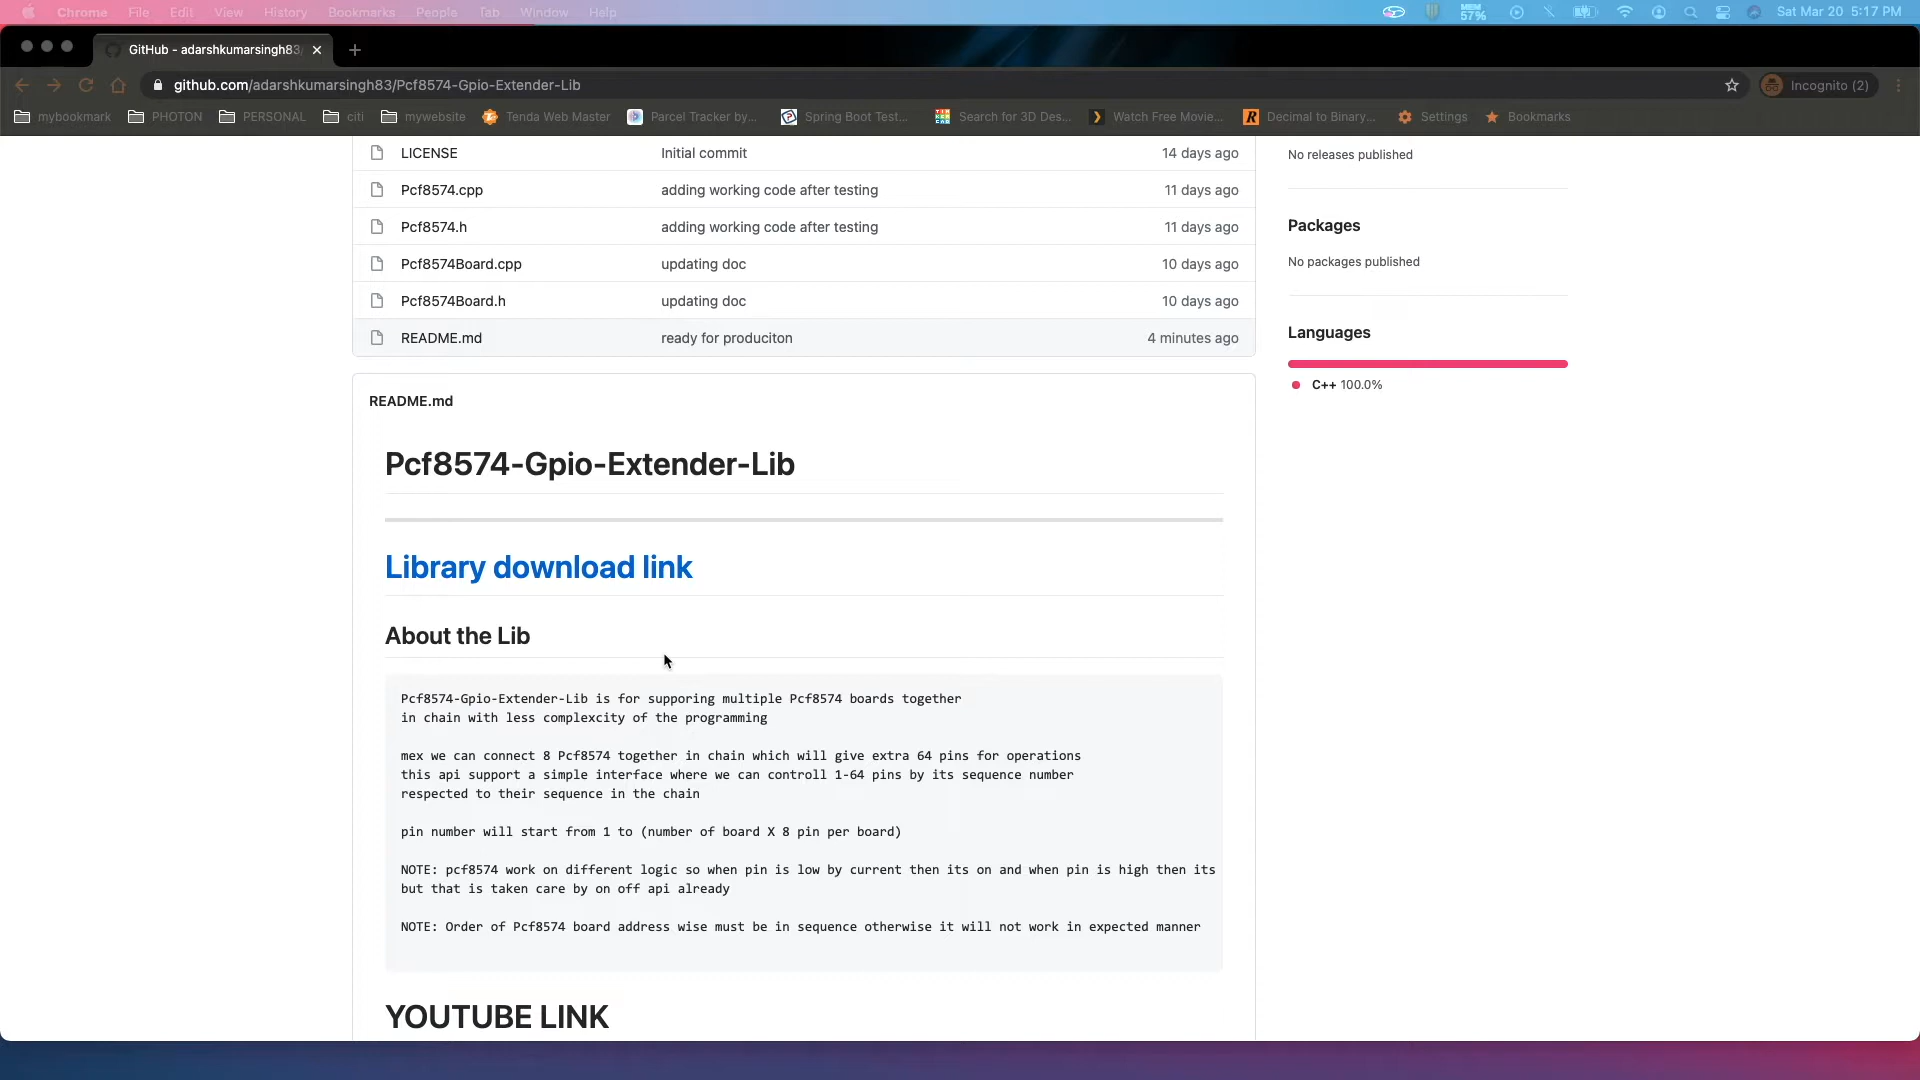 Chrome File Edit View History Bookmarks People Tab Window Help
MEM 57% Sat Mar 20 5:17 PM
GitHub - adarshkumarsingh83/
github.com/adarshkumarsingh83/Pcf8574-Gpio-Extender-Lib
Incognito (2)
mybookmark PHOTON PERSONAL citi mywebsite Tenda Web Master Parcel Tracker by... Spring Boot Test... Search for 3D Des... Watch Free Movie... Decimal to Binary... Settings Bookmarks
LICENSE Initial commit 14 days ago
Pcf8574.cpp adding working code after testing 11 days ago
Pcf8574.h adding working code after testing 11 days ago
Pcf8574Board.cpp updating doc 10 days ago
Pcf8574Board.h updating doc 10 days ago
README.md ready for produciton 4 minutes ago
No releases published
Packages
No packages published
Languages
C++ 100.0%
README.md
Pcf8574-Gpio-Extender-Lib
Library download link
About the Lib
Pcf8574-Gpio-Extender-Lib is for supporing multiple Pcf8574 boards together
in chain with less complexcity of the programming
mex we can connect 8 Pcf8574 together in chain which will give extra 64 pins for operations
this api support a simple interface where we can controll 1-64 pins by its sequence number
respected to their sequence in the chain
pin number will start from 1 to (number of board X 8 pin per board)
NOTE: pcf8574 work on different logic so when pin is low by current then its on and when pin is high then its
but that is taken care by on off api already
NOTE: Order of Pcf8574 board address wise must be in sequence otherwise it will not work in expected manner
YOUTUBE LINK